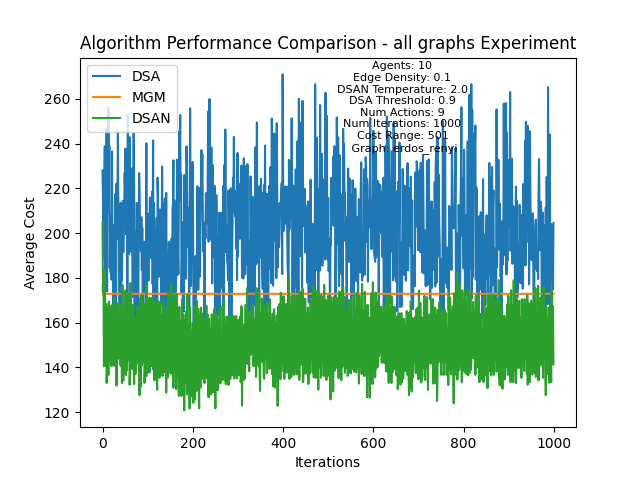 Algorithm Performance Comparison - all graphs Experiment
DSA
MGM
DSAN
Agents: 10
Edge Density: 0.1
DSAN Temperature: 2.0
DSA Threshold: 0.9
Num Actions: 9
Num Iterations: 1000
Cost Range: 501
Graph: erdos_renyi
Average Cost
260
240
220
200
180
160
140
120
0 200 400 600 800 1000
Iterations